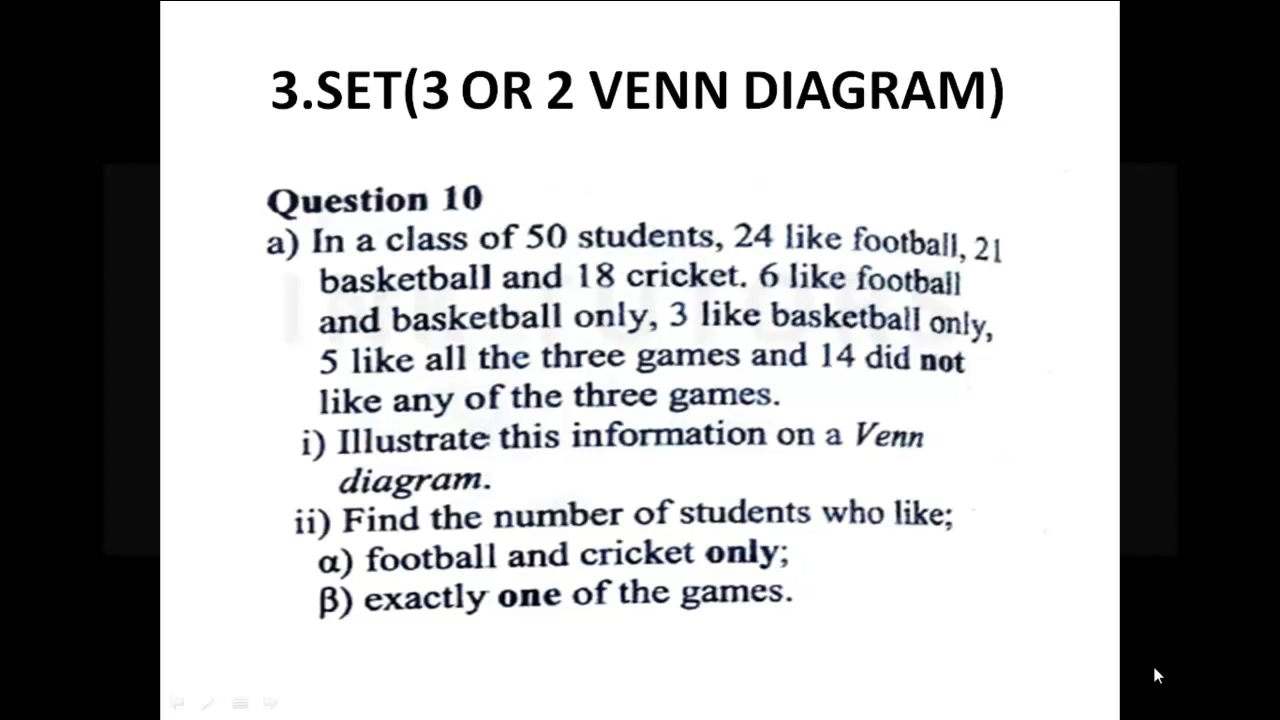 3.SET(3 OR 2 VENN DIAGRAM)
Question 10
a) In a class of 50 students, 24 like football, 21
basketball and 18 cricket. 6 like football
and basketball only, 3 like basketball only,
5 like all the three games and 14 did not
like any of the three games.
i) Illustrate this information on a Venn
diagram.
ii) Find the number of students who like;
α) football and cricket only;
β) exactly one of the games.